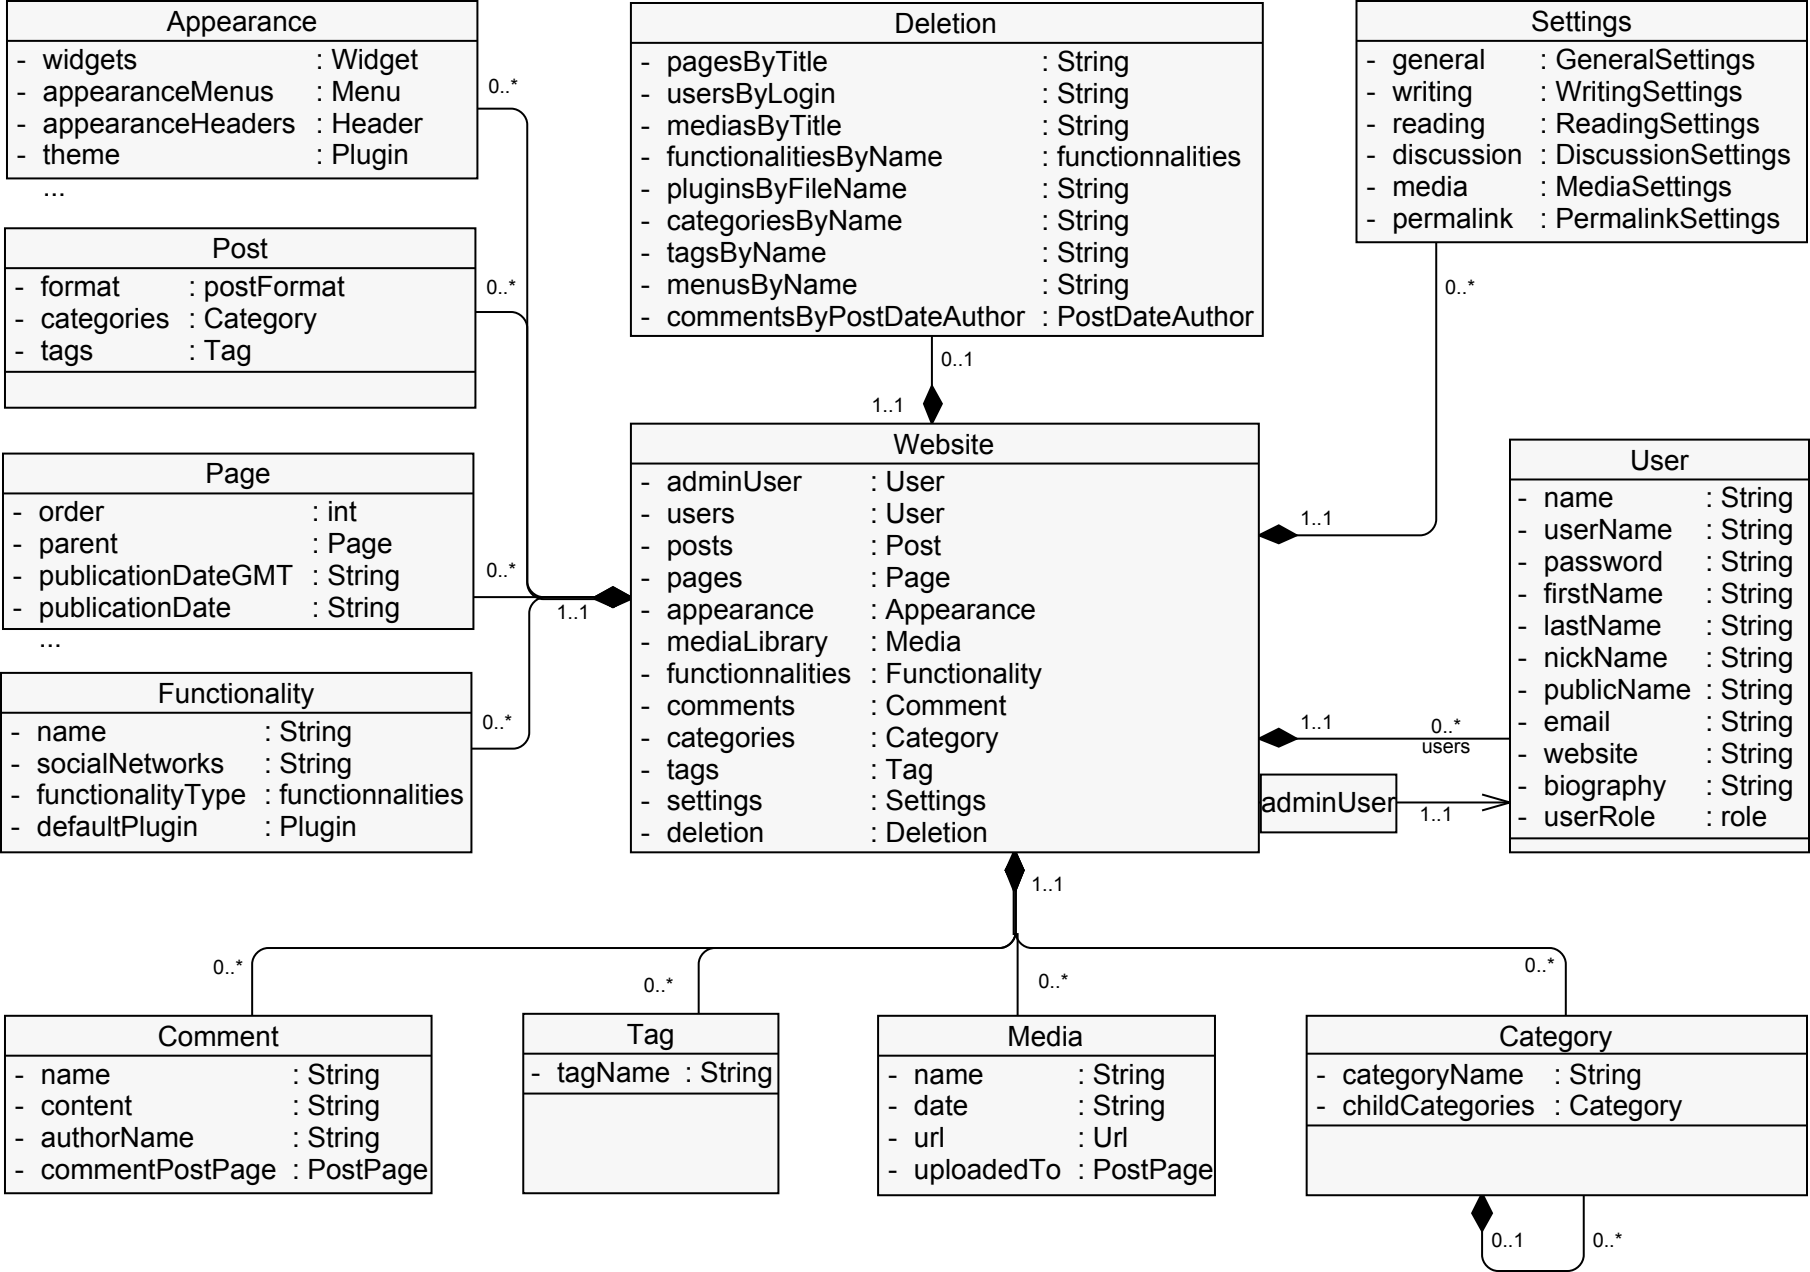 Appearance
- widgets : Widget
- appearanceMenus : Menu
- appearanceHeaders : Header
- theme : Plugin
...
0..*
Post
- format : postFormat
- categories : Category
- tags : Tag
0..*
Page
- order : int
- parent : Page
- publicationDateGMT : String
- publicationDate : String
...
0..*
1..1
Functionality
- name : String
- socialNetworks : String
- functionalityType : functionnalities
- defaultPlugin : Plugin
0..*
Deletion
- pagesByTitle : String
- usersByLogin : String
- mediasByTitle : String
- functionalitiesByName : functionnalities
- pluginsByFileName : String
- categoriesByName : String
- tagsByName : String
- menusByName : String
- commentsByPostDateAuthor : PostDateAuthor
0..1
1..1
Website
- adminUser : User
- users : User
- posts : Post
- pages : Page
- appearance : Appearance
- mediaLibrary : Media
- functionnalities : Functionality
- comments : Comment
- categories : Category
- tags : Tag
- settings : Settings
- deletion : Deletion
Settings
- general : GeneralSettings
- writing : WritingSettings
- reading : ReadingSettings
- discussion : DiscussionSettings
- media : MediaSettings
- permalink : PermalinkSettings
0..*
1..1
User
- name : String
- userName : String
- password : String
- firstName : String
- lastName : String
- nickName : String
- publicName : String
- email : String
- website : String
- biography : String
- userRole : role
1..1 0..*
users
adminUser
1..1
1..1
0..*
0..*
0..*
0..*
Comment
- name : String
- content : String
- authorName : String
- commentPostPage : PostPage
Tag
- tagName : String
Media
- name : String
- date : String
- url : Url
- uploadedTo : PostPage
Category
- categoryName : String
- childCategories : Category
0..1 0..*